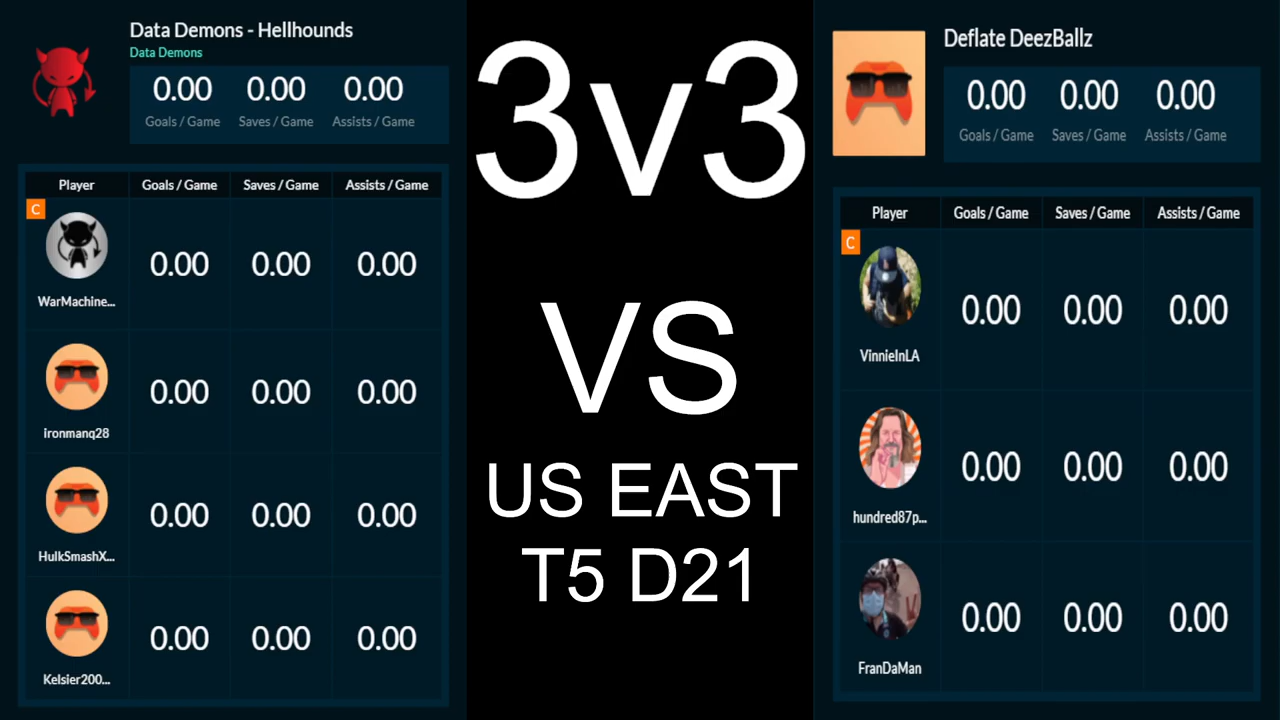 Data Demons - Hellhounds
Data Demons
0.00 0.00 0.00
Goals / Game Saves / Game Assists / Game
Player Goals / Game Saves / Game Assists / Game
C
WarMachine... 0.00 0.00 0.00
ironmanq28 0.00 0.00 0.00
HulkSmashX... 0.00 0.00 0.00
Kelsier200... 0.00 0.00 0.00
3v3
VS
US EAST
T5 D21
Deflate DeezBallz
0.00 0.00 0.00
Goals / Game Saves / Game Assists / Game
Player Goals / Game Saves / Game Assists / Game
C
VinnieInLA 0.00 0.00 0.00
hundred87p... 0.00 0.00 0.00
FranDaMan 0.00 0.00 0.00